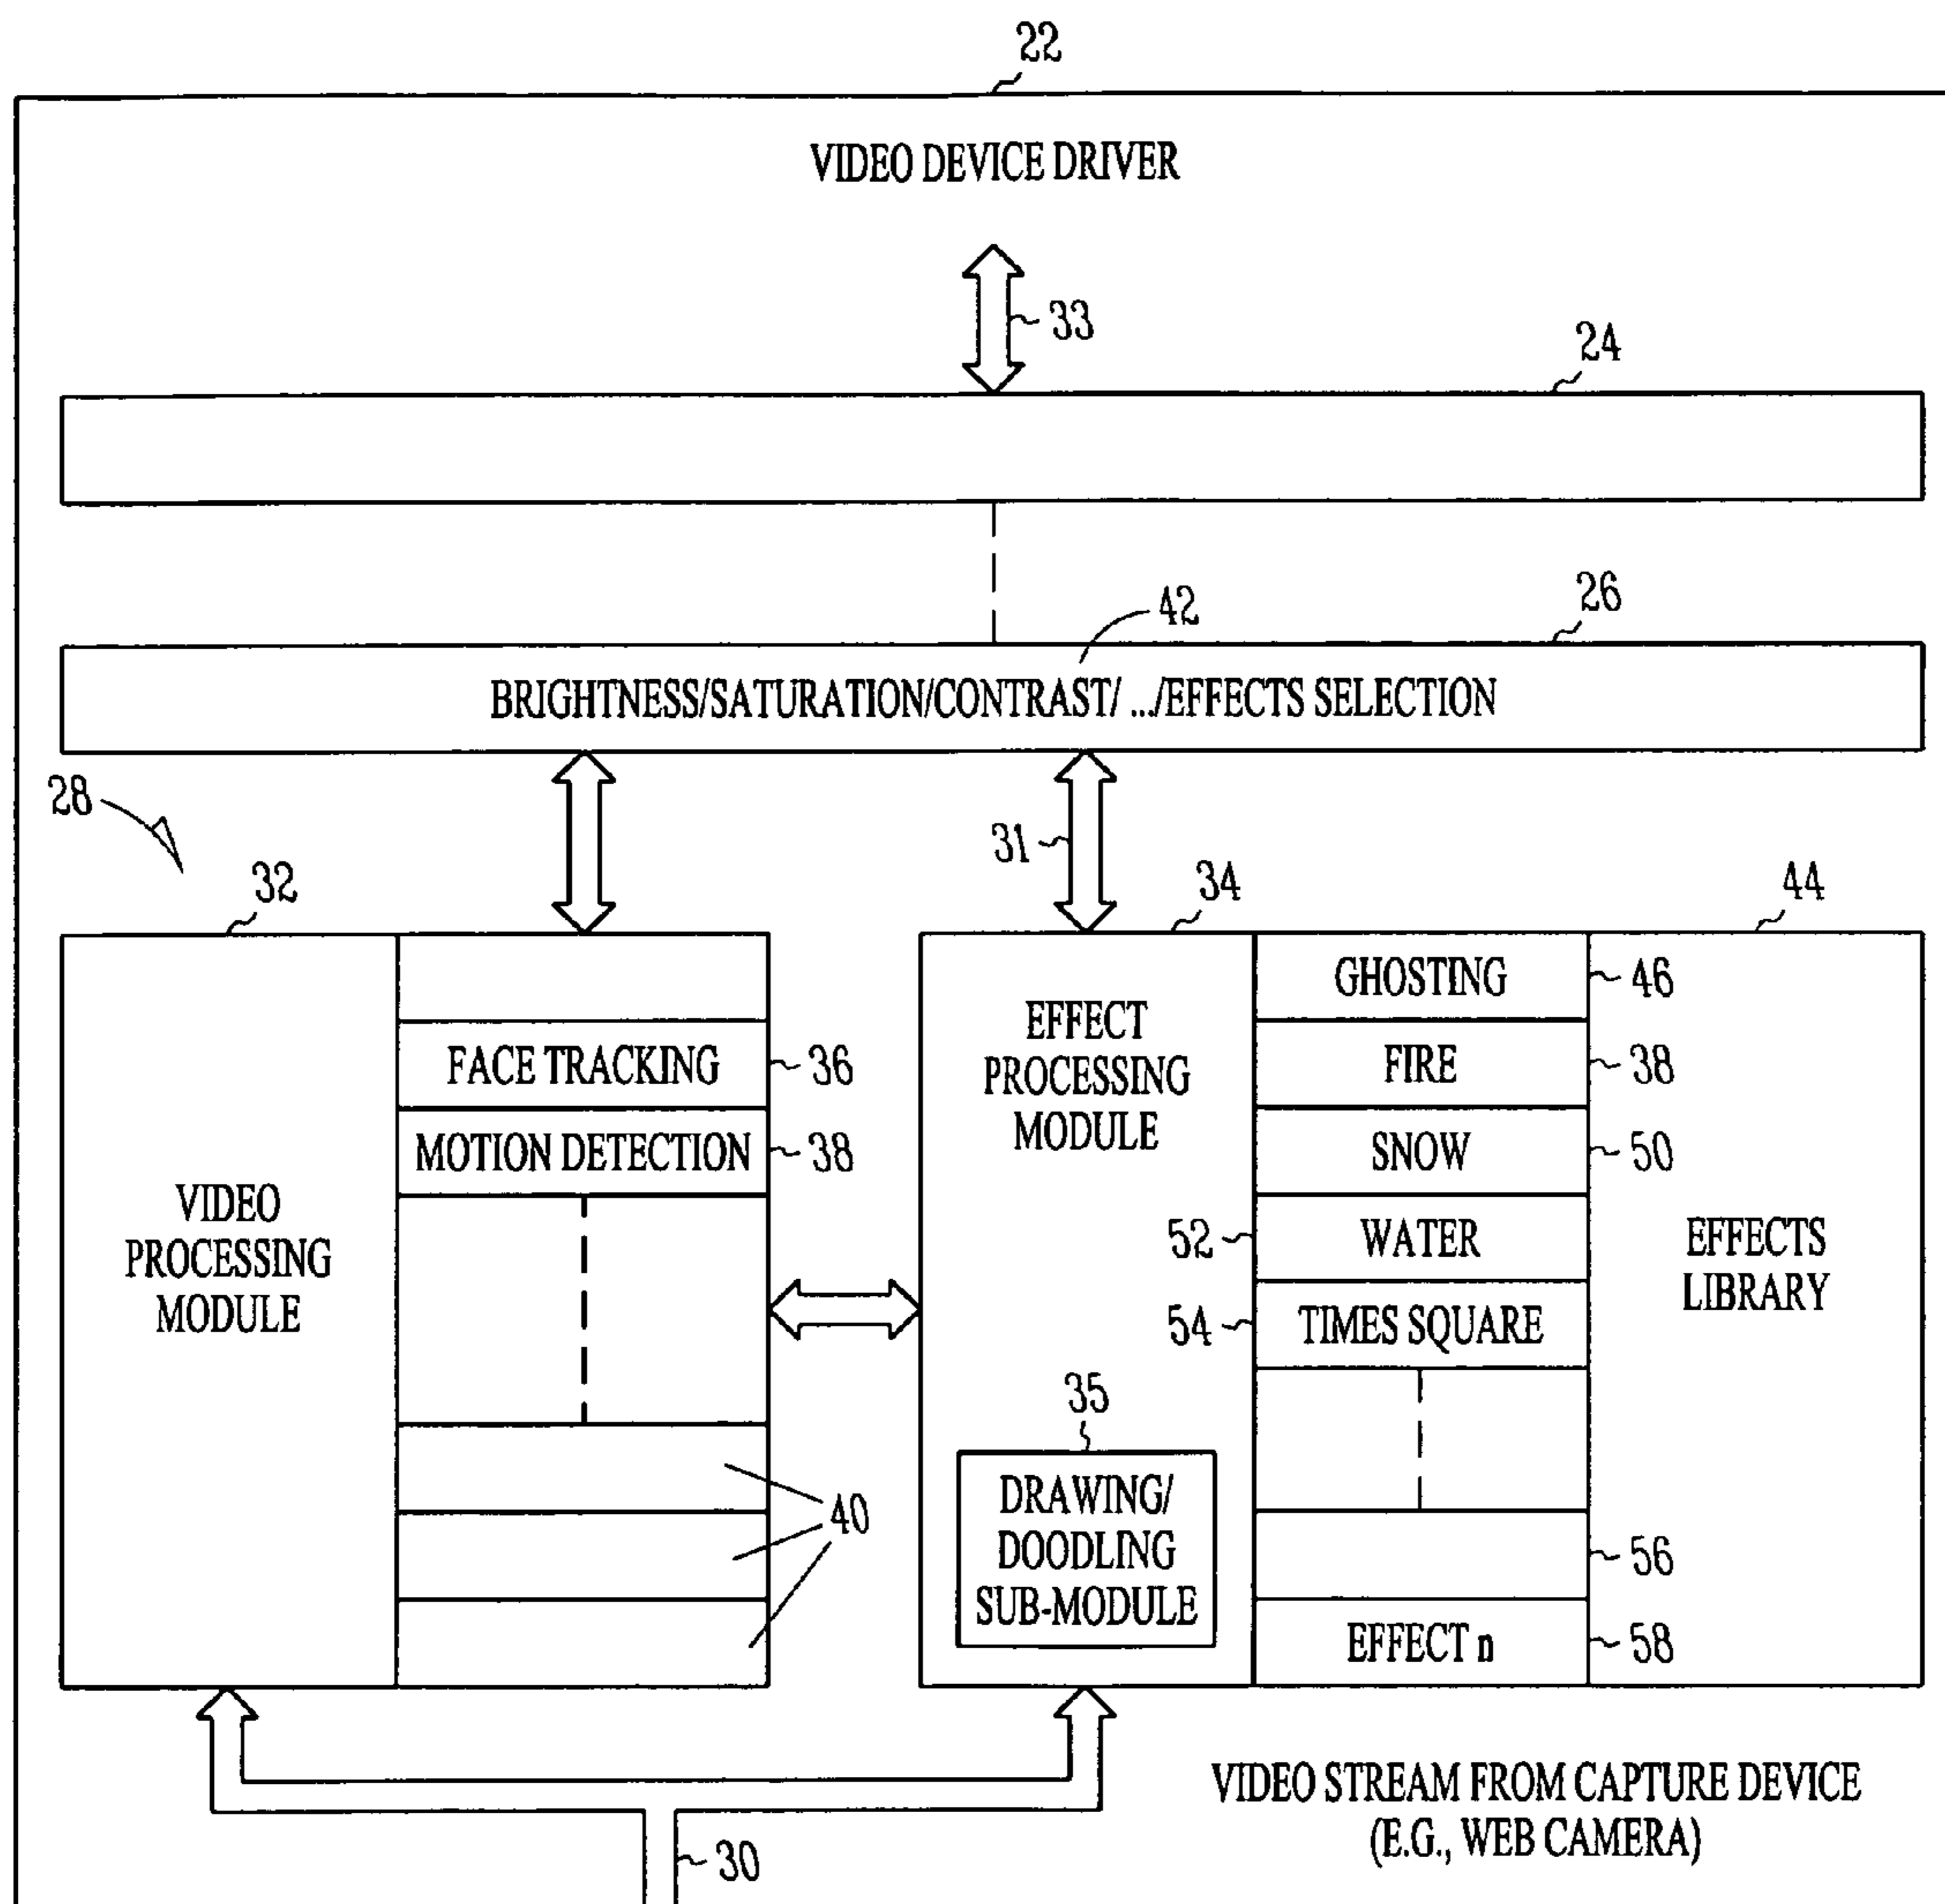 22
VIDEO DEVICE DRIVER
33
24
42
26
BRIGHTNESS/SATURATION/CONTRAST/ .../EFFECTS SELECTION
28
31
32
34
44
VIDEO
PROCESSING
MODULE
FACE TRACKING
36
MOTION DETECTION
38
40
EFFECT
PROCESSING
MODULE
35
DRAWING/
DOODLING
SUB-MODULE
GHOSTING
46
FIRE
38
SNOW
50
52
WATER
54
TIMES SQUARE
56
EFFECT n
58
EFFECTS
LIBRARY
30
VIDEO STREAM FROM CAPTURE DEVICE
(E.G., WEB CAMERA)